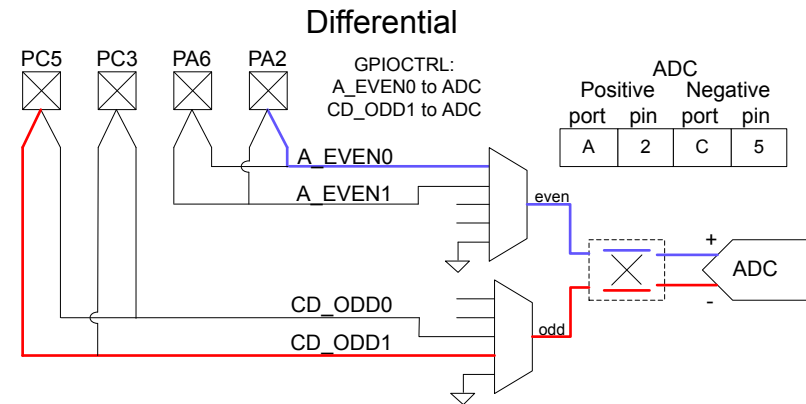 Differential
PC5 PC3 PA6 PA2
GPIOCTRL:
A_EVEN0 to ADC
CD_ODD1 to ADC
ADC
Positive Negative
port pin port pin
A 2 C 5
A_EVEN0
A_EVEN1
even
+
ADC
-
CD_ODD0
odd
CD_ODD1